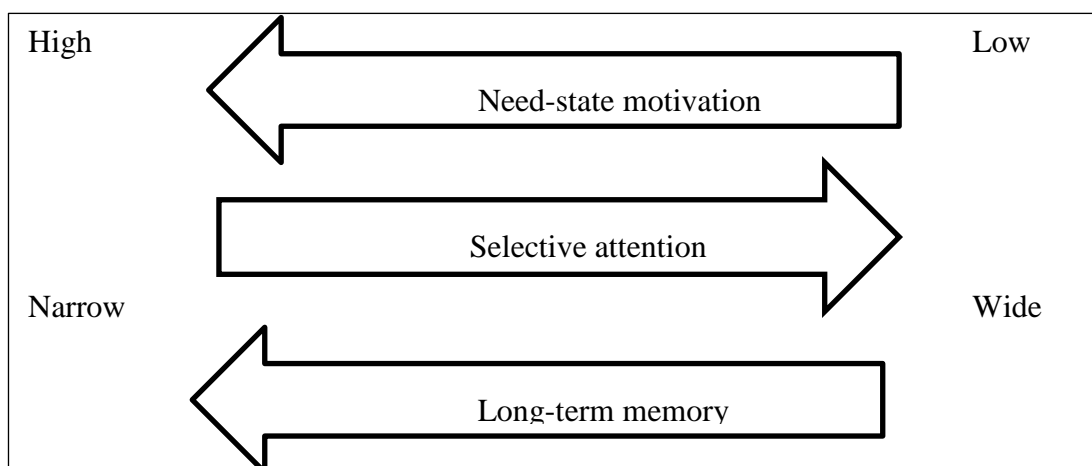 High Low
Need-state motivation
Selective attention
Narrow Wide
Long-term memory